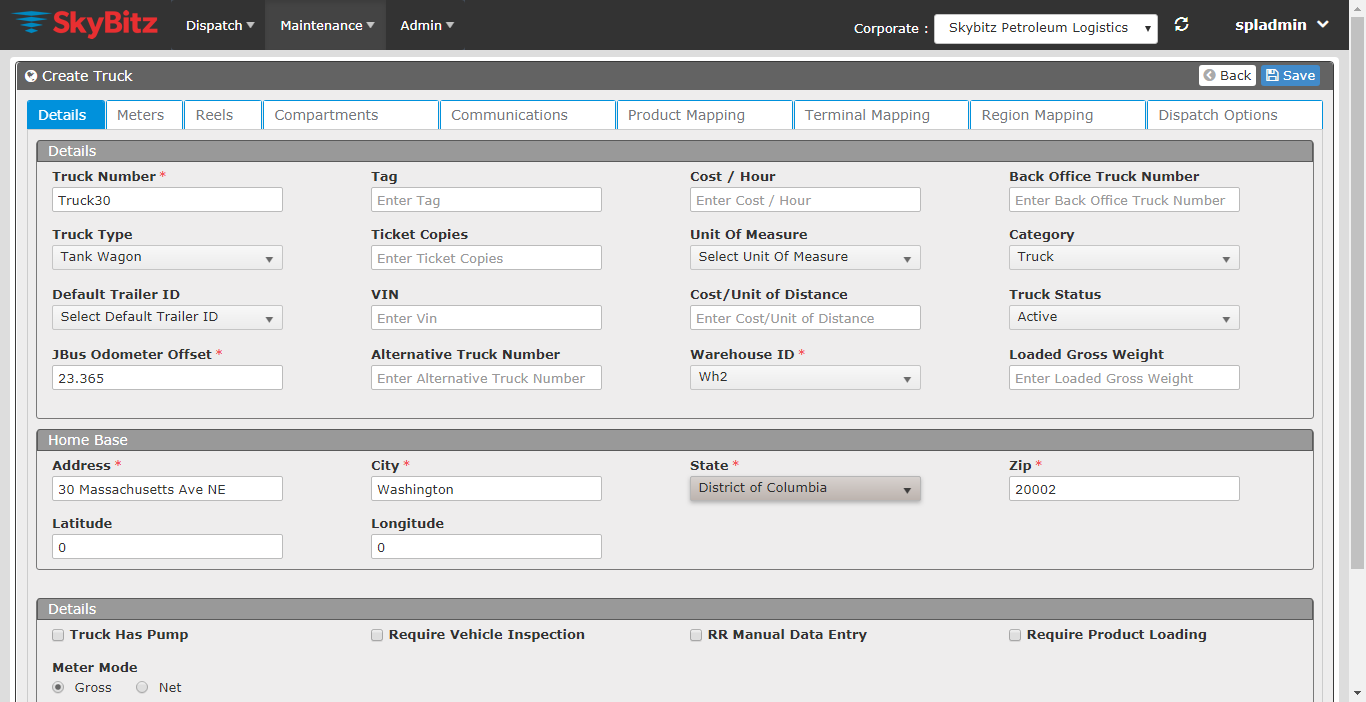 SkyBitz Dispatch Maintenance Admin Corporate : Skybitz Petroleum Logistics spladmin
Create Truck Back Save
Details Meters Reels Compartments Communications Product Mapping Terminal Mapping Region Mapping Dispatch Options
Details
Truck Number * Tag Cost / Hour Back Office Truck Number
Truck30 Enter Tag Enter Cost / Hour Enter Back Office Truck Number
Truck Type Ticket Copies Unit Of Measure Category
Tank Wagon Enter Ticket Copies Select Unit Of Measure Truck
Default Trailer ID VIN Cost/Unit of Distance Truck Status
Select Default Trailer ID Enter Vin Enter Cost/Unit of Distance Active
JBus Odometer Offset * Alternative Truck Number Warehouse ID * Loaded Gross Weight
23.365 Enter Alternative Truck Number Wh2 Enter Loaded Gross Weight
Home Base
Address * City * State * Zip *
30 Massachusetts Ave NE Washington District of Columbia 20002
Latitude Longitude
0 0
Details
Truck Has Pump Require Vehicle Inspection RR Manual Data Entry Require Product Loading
Meter Mode
Gross Net